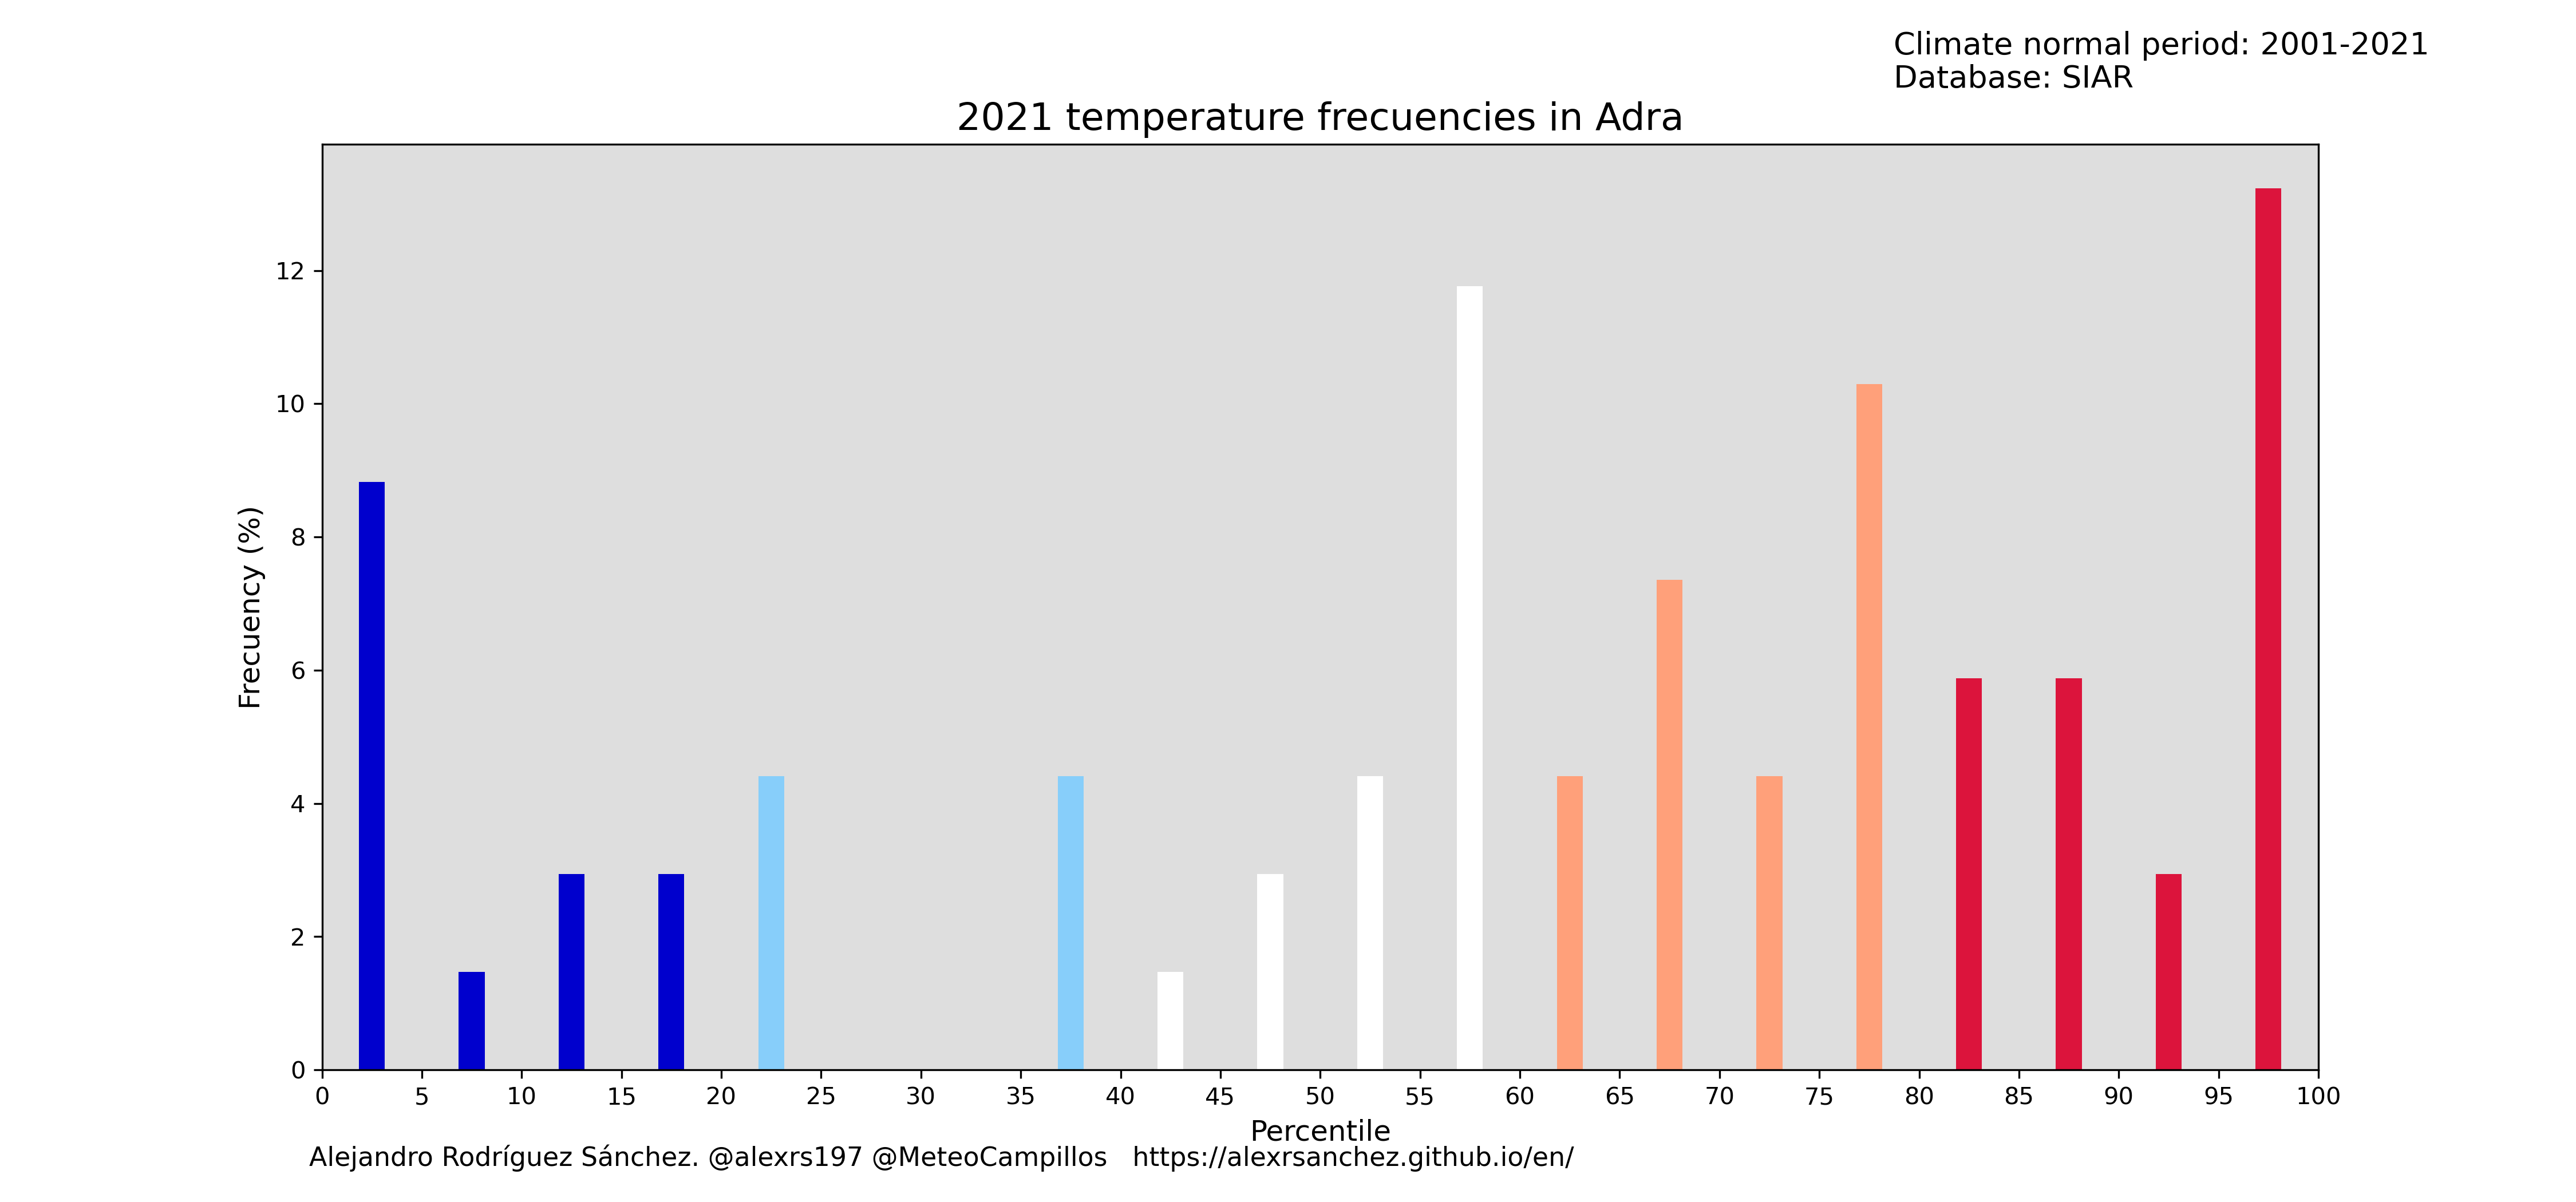 Climate normal period: 2001-2021
Database: SIAR
2021 temperature frecuencies in Adra
Frecuency (%)
12
10
8
6
4
2
0
0 5 10 15 20 25 30 35 40 45 50 55 60 65 70 75 80 85 90 95 100
Percentile
Alejandro Rodríguez Sánchez. @alexrs197 @MeteoCampillos https://alexrsanchez.github.io/en/